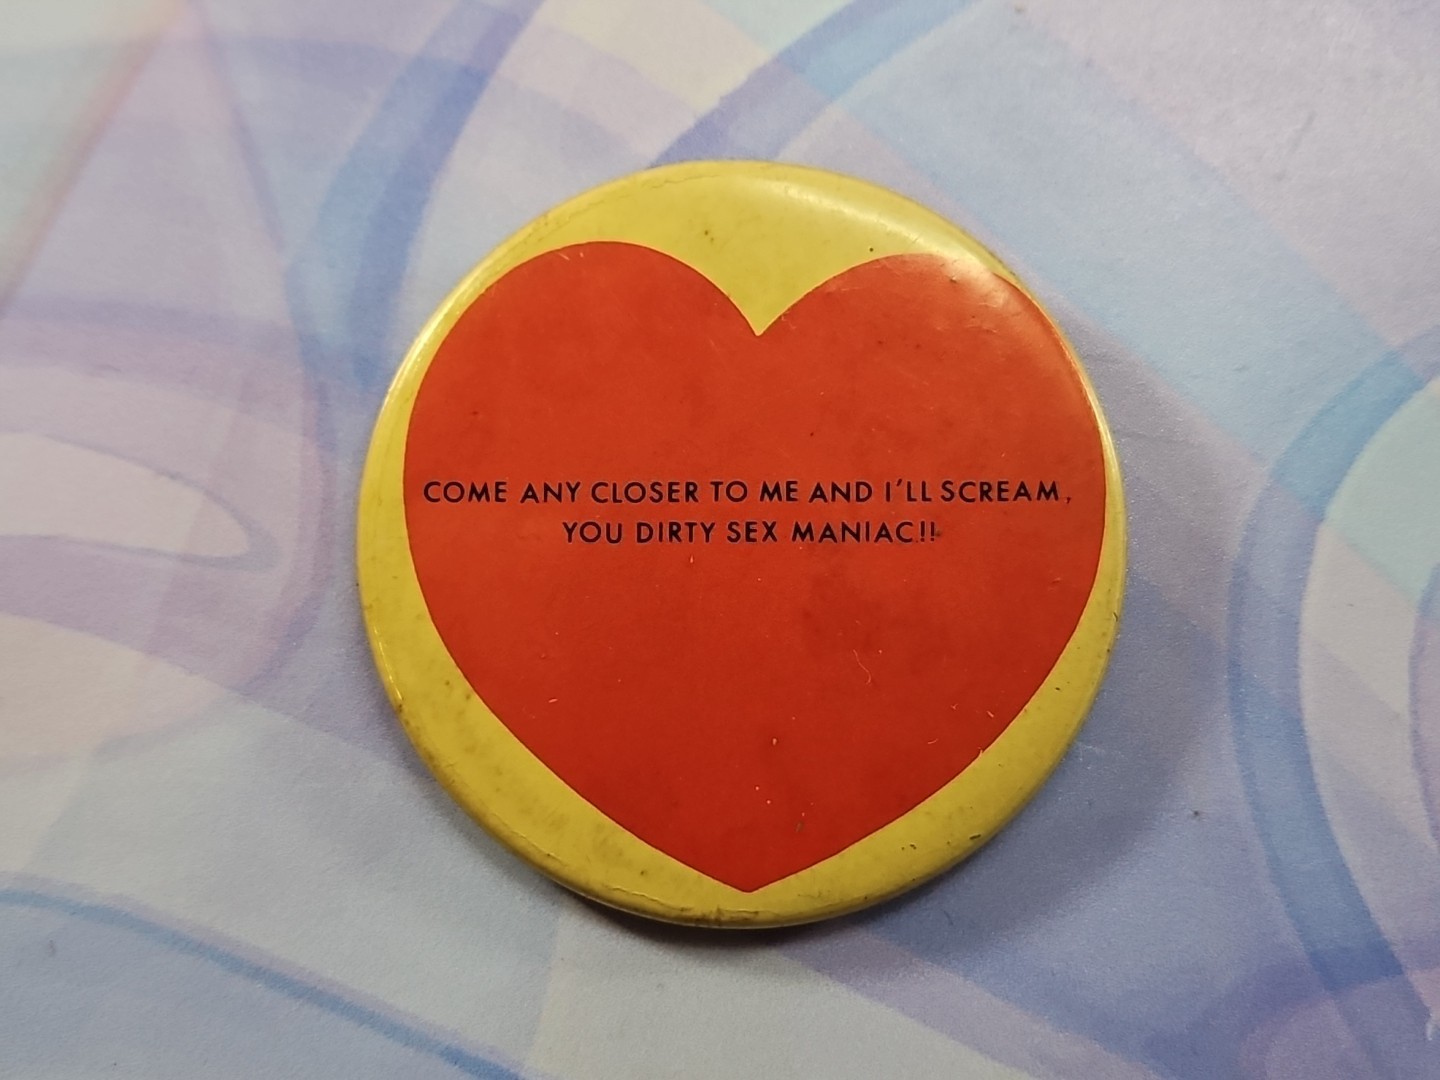 COME ANY CLOSER TO ME AND I'LL SCREAM,
YOU DIRTY SEX MANIAC!!